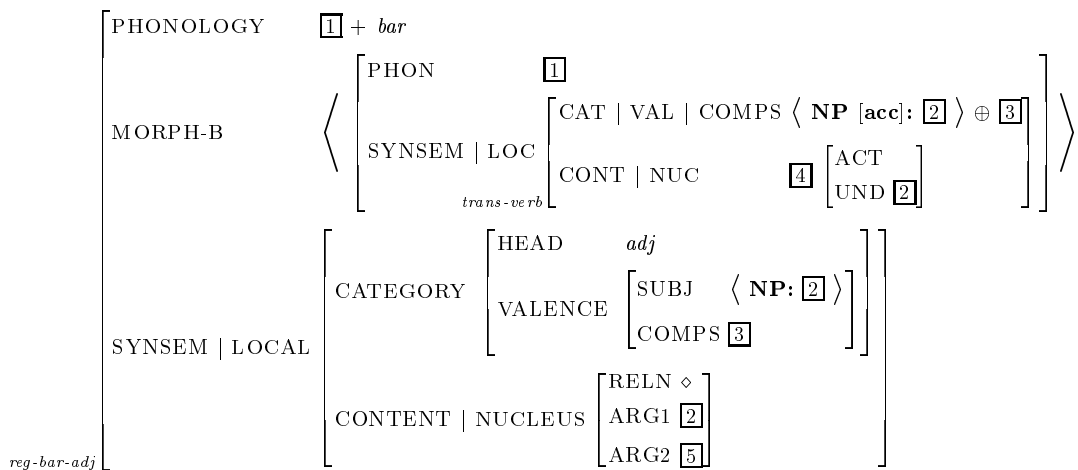 PHONOLOGY 1 + bar
PHON 1
MORPH-B ⟨ CAT | VAL | COMPS ⟨ NP [acc]: 2 ⟩ ⊕ 3 ⟩
SYNSEM | LOC
CONT | NUC 4 ACT
UND 2
trans-verb
HEAD adj
CATEGORY
VALENCE SUBJ ⟨ NP: 2 ⟩
COMPS 3
SYNSEM | LOCAL
RELN ⋄
CONTENT | NUCLEUS ARG1 2
ARG2 5
reg-bar-adj